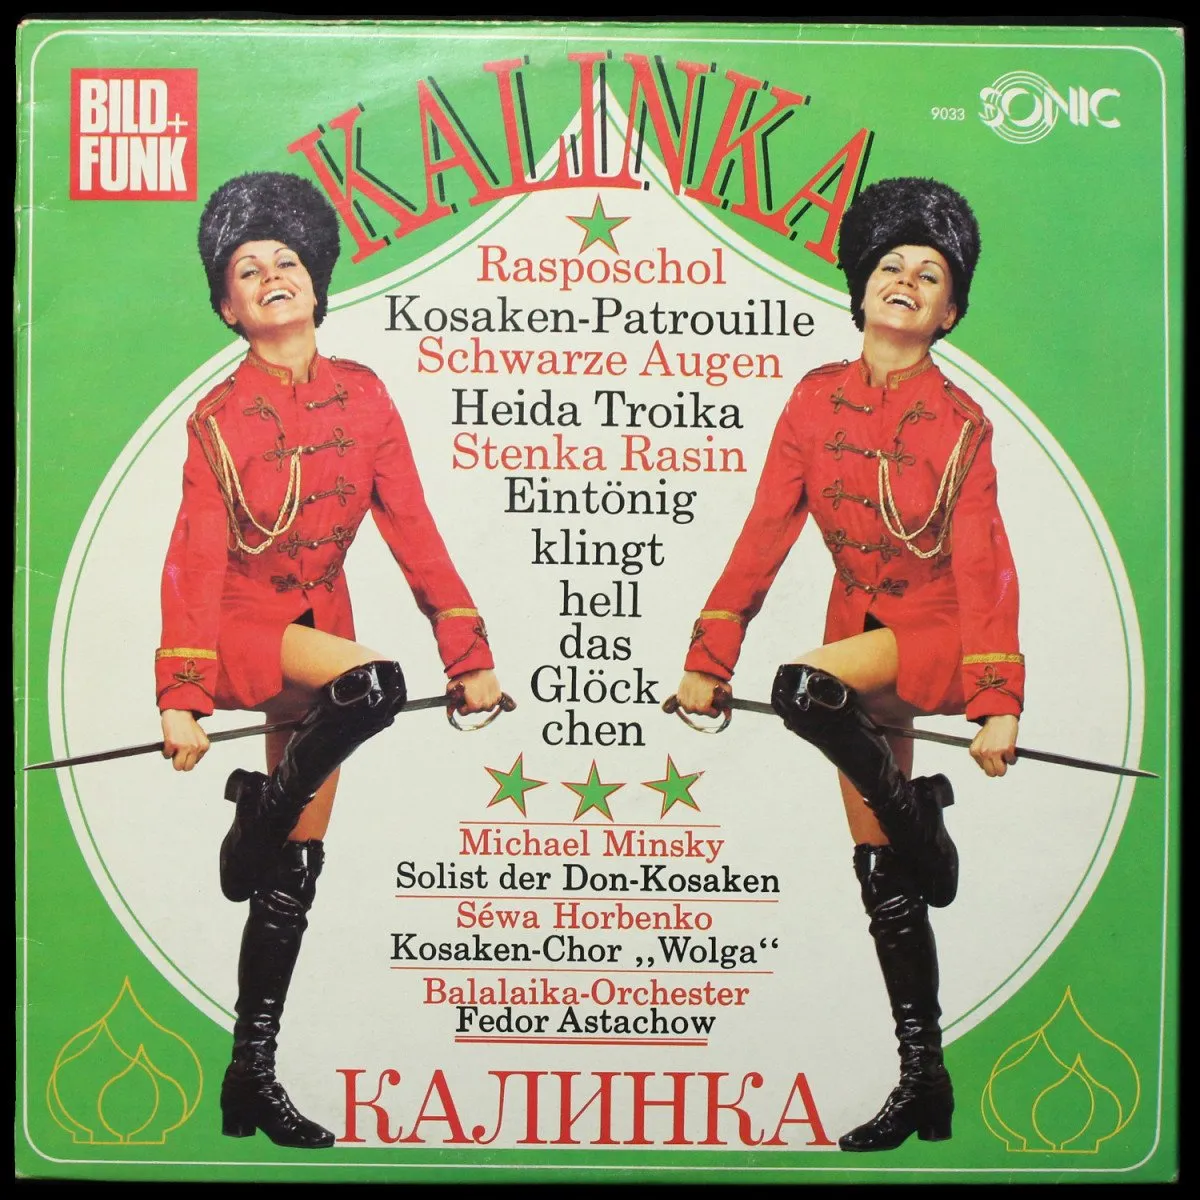 BILD+
FUNK
KALINKA
9033 SONIC
Rasposchol
Kosaken-Patrouille
Schwarze Augen
Heida Troika
Stenka Rasin
Eintönig
klingt
hell
das
Glöck
chen
Michael Minsky
Solist der Don-Kosaken
Séwa Horbenko
Kosaken-Chor „Wolga“
Balalaika-Orchester
Fedor Astachow
КАЛИНКА